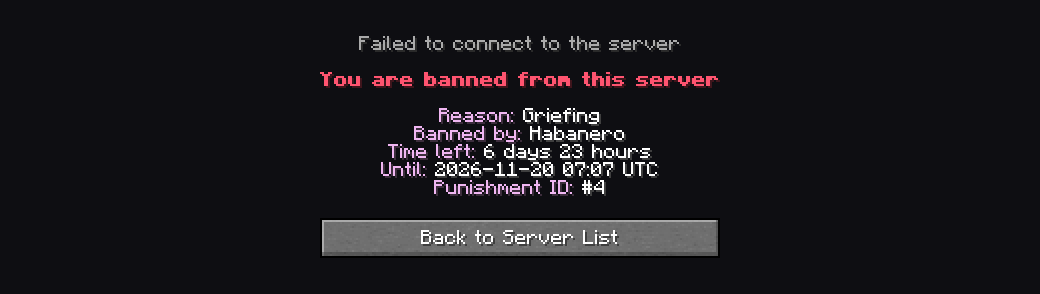 Failed to connect to the server
You are banned from this server
Reason: Griefing
Banned by: Habanero
Time left: 6 days 23 hours
Until: 2026-11-20 07:07 UTC
Punishment ID: #4
Back to Server List